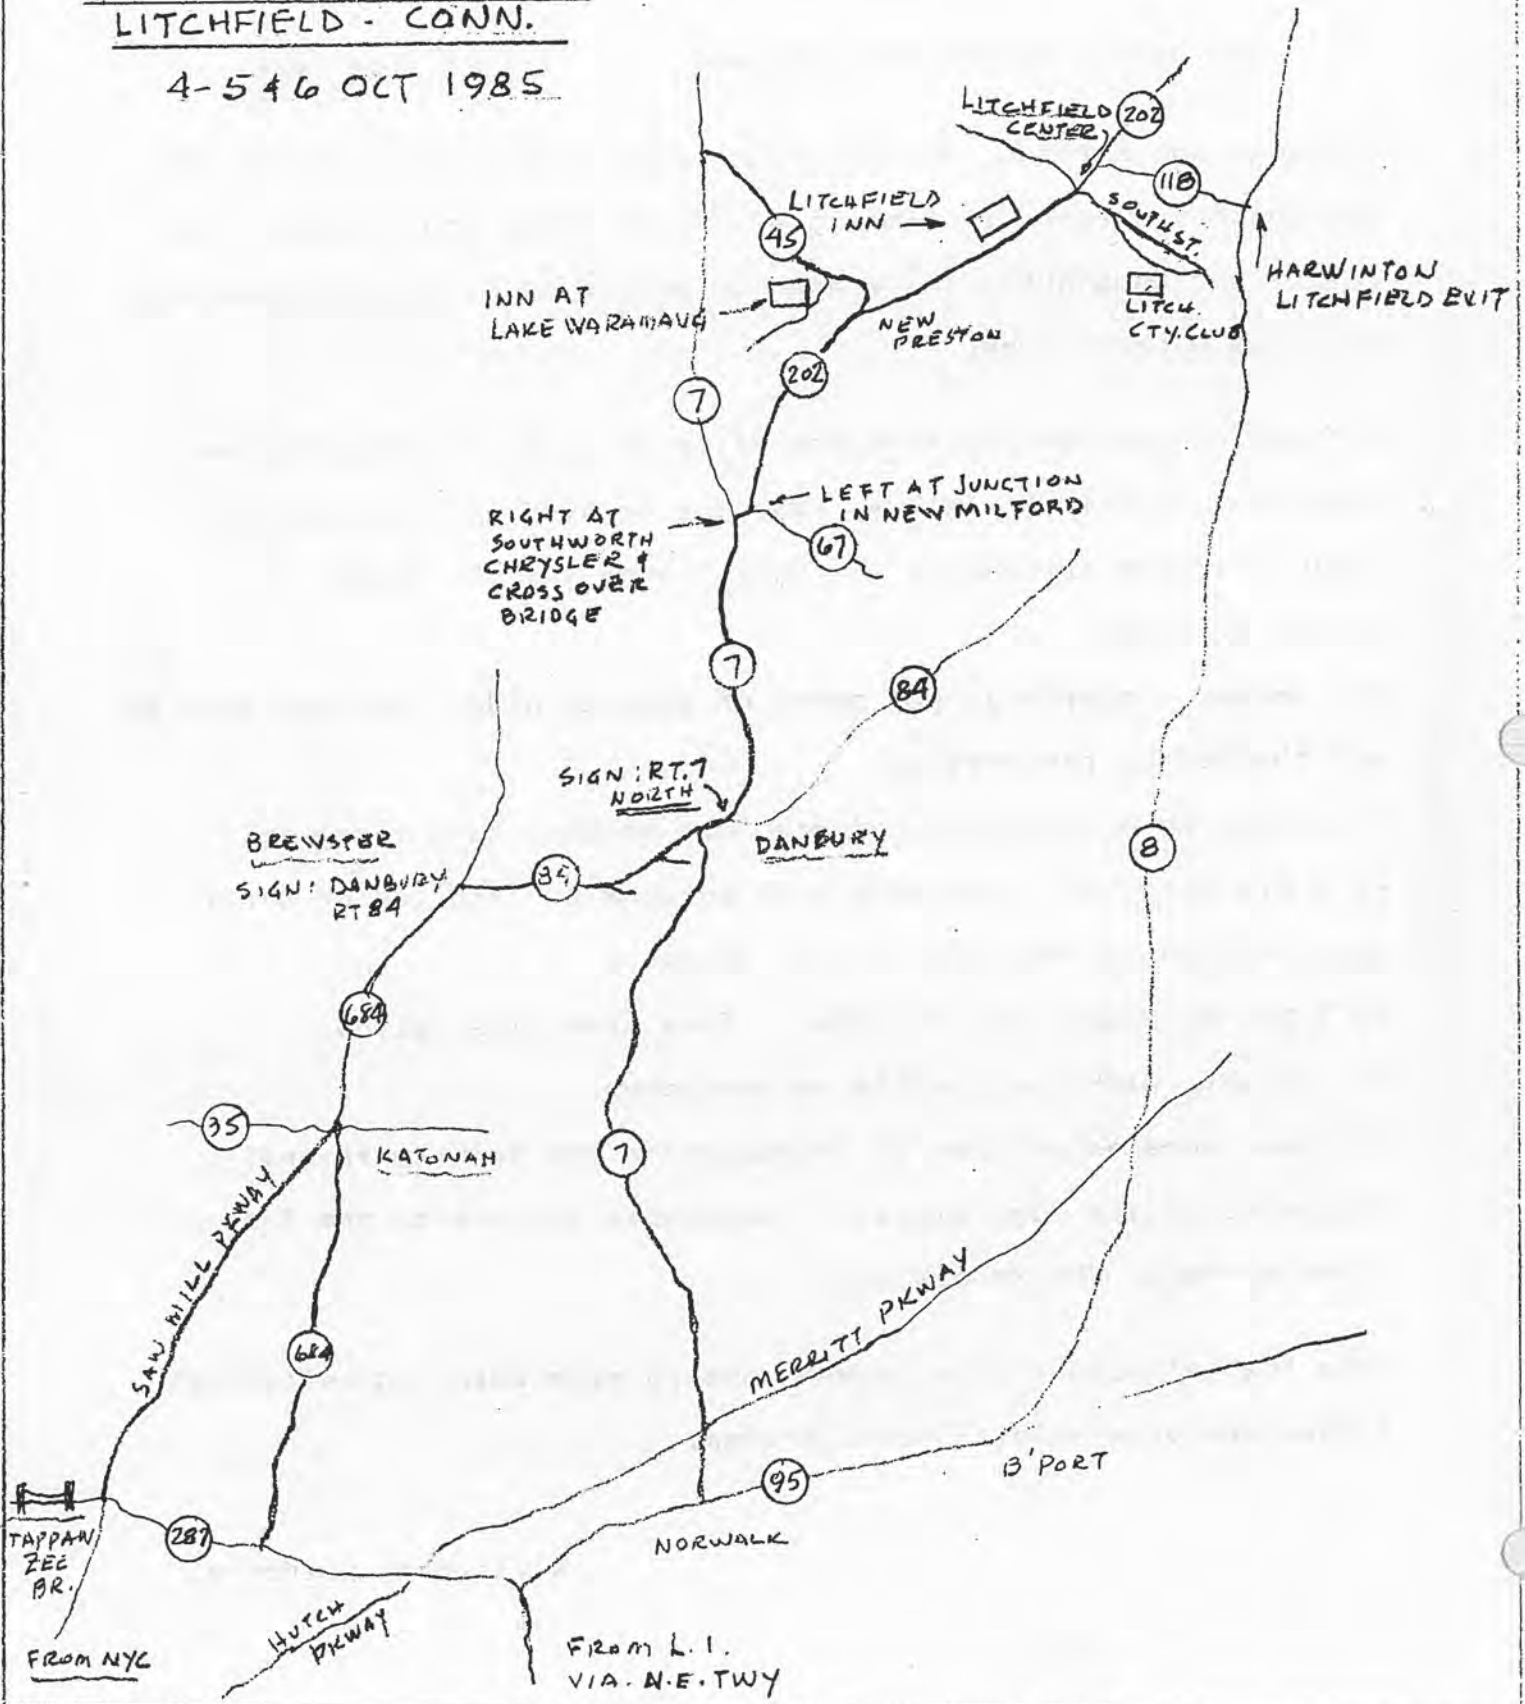 LITCHFIELD - CONN.
4-5 & 6 OCT 1985
LITCHFIELD
CENTER
202
118
SOUTH ST.
LITCHFIELD
INN
45
HARWINTON
LITCHFIELD EXIT
INN AT
LAKE WARAMAUG
LITCH.
CTY. CLUB
NEW
PRESTON
202
7
LEFT AT JUNCTION
IN NEW MILFORD
RIGHT AT
SOUTHWORTH
CHRYSLER &
CROSS OVER
BRIDGE
67
7
84
SIGN: RT. 7
NORTH
DANBURY
BREWSTER
SIGN: DANBURY
RT 84
84
8
684
35
KATONAH
7
SAW MILL PKWAY
684
MERRITT PKWAY
95
B'PORT
TAPPAN
ZEE
BR.
287
NORWALK
HUTCH
PKWAY
FROM NYC
FROM L.I.
VIA. N.E. TWY